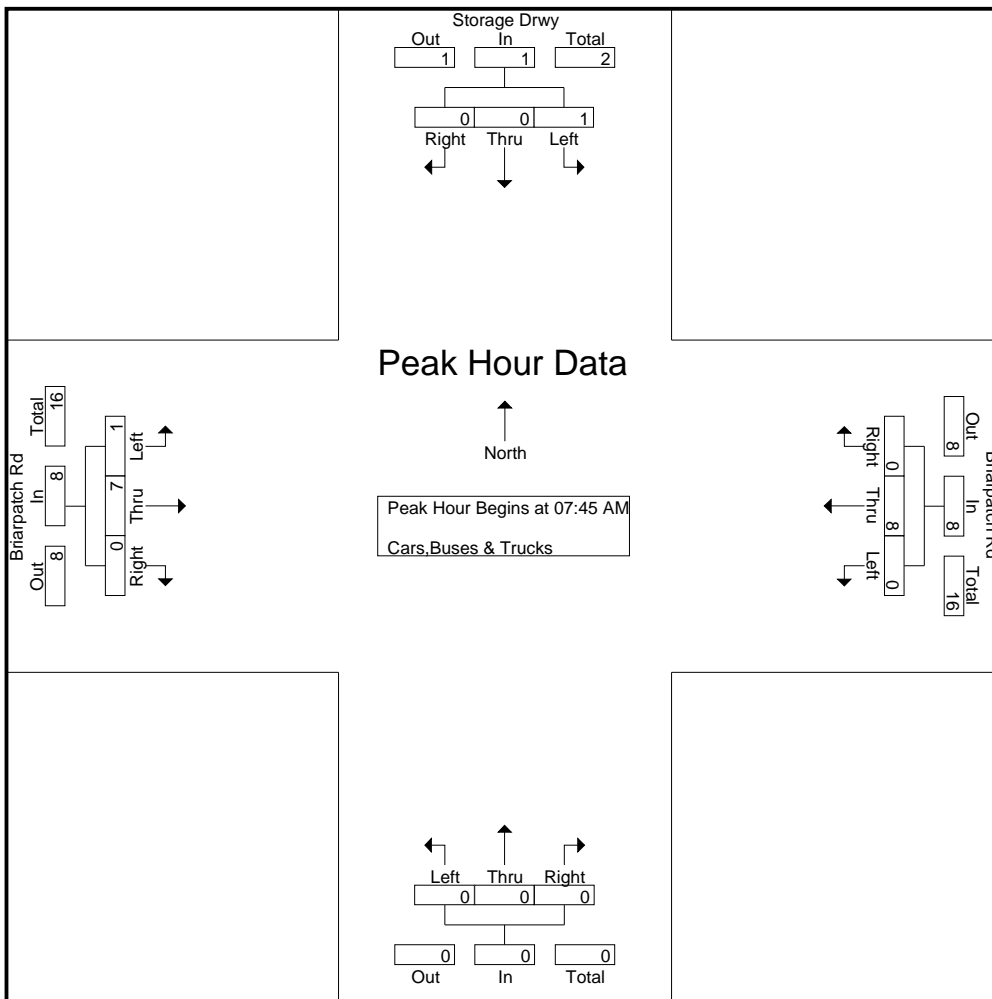 Storage Drwy
Out In Total
1 1 2
0 0 1
Right Thru Left
Peak Hour Data
North
Peak Hour Begins at 07:45 AM
Cars,Buses & Trucks
Briarpatch Rd
Out In Total
8 8 16
Right Thru Left
0 7 1
Briarpatch Rd
Out In Total
8 8 16
Right Thru Left
0 8 0
Left Thru Right
0 0 0
0 0 0
Out In Total